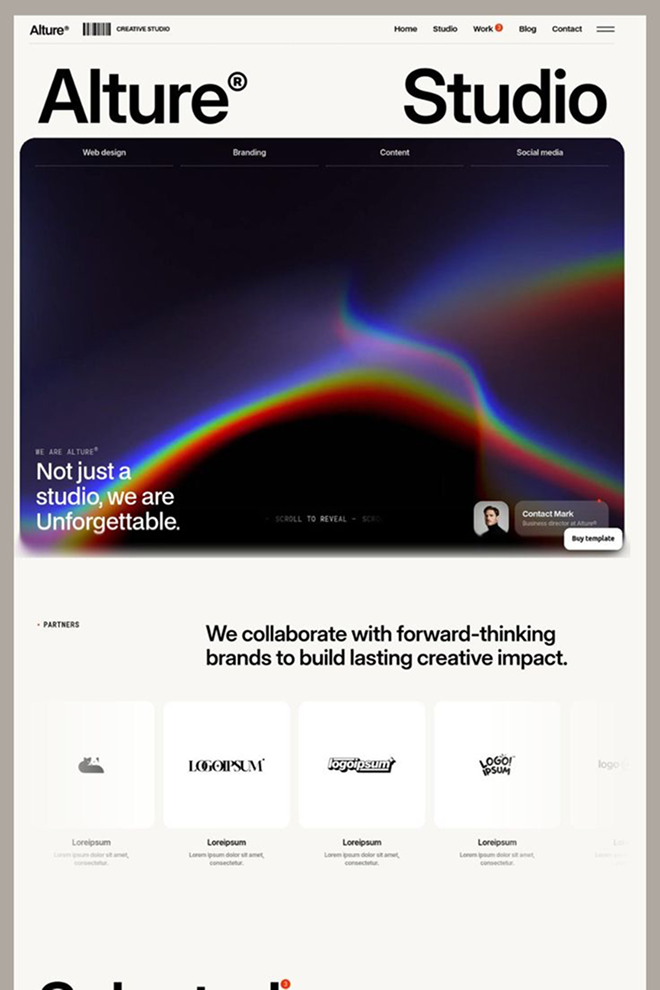 Alture®
CREATIVE STUDIO
Home Studio Work 3 Blog Contact
Alture® Studio
Web design Branding Content Social media
WE ARE ALTURE®
Not just a
studio, we are
Unforgettable.
SCROLL TO REVEAL – SCRO
Contact Mark
Business director at Alture®
Buy template
PARTNERS
We collaborate with forward-thinking
brands to build lasting creative impact.
LOGOIPSUM
logoipsum
LOGO!
IPSUM
logo
Loreipsum Loreipsum Loreipsum Loreipsum
Lorem ipsum dolor sit amet, Lorem ipsum dolor sit amet, Lorem ipsum dolor sit amet, Lorem ipsum dolor sit amet,
consectetur. consectetur. consectetur. consectetur.
3